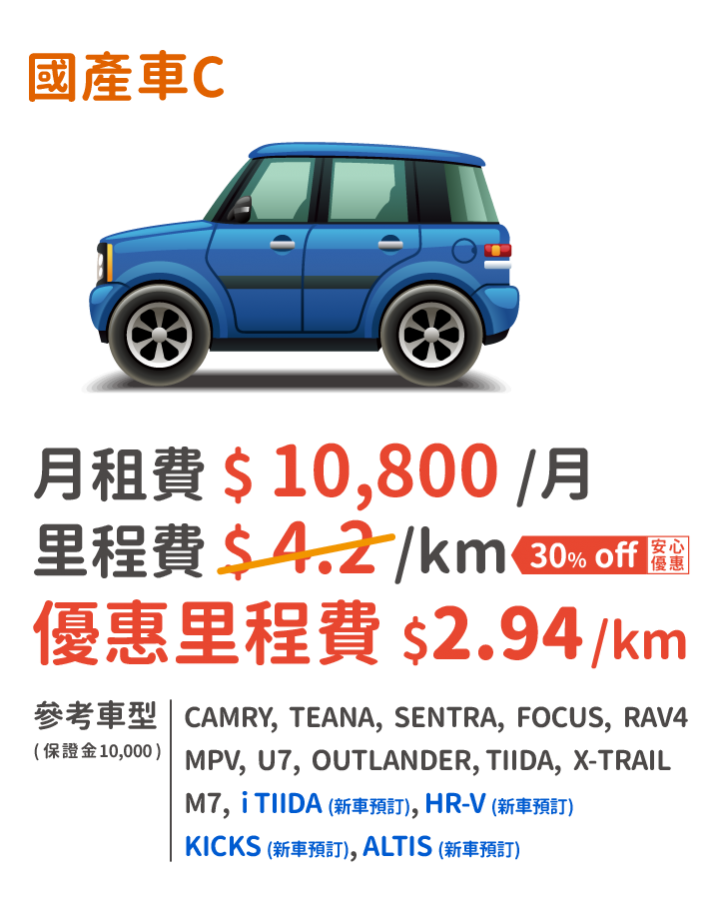 國產車C
月租費 $ 10,800 /月
里程費 $ 4.2 /km 30% off 安心優惠
優惠里程費 $2.94/km
參考車型
(保證金10,000)
CAMRY, TEANA, SENTRA, FOCUS, RAV4
MPV, U7, OUTLANDER, TIIDA, X-TRAIL
M7, i TIIDA (新車預訂), HR-V (新車預訂)
KICKS (新車預訂), ALTIS (新車預訂)